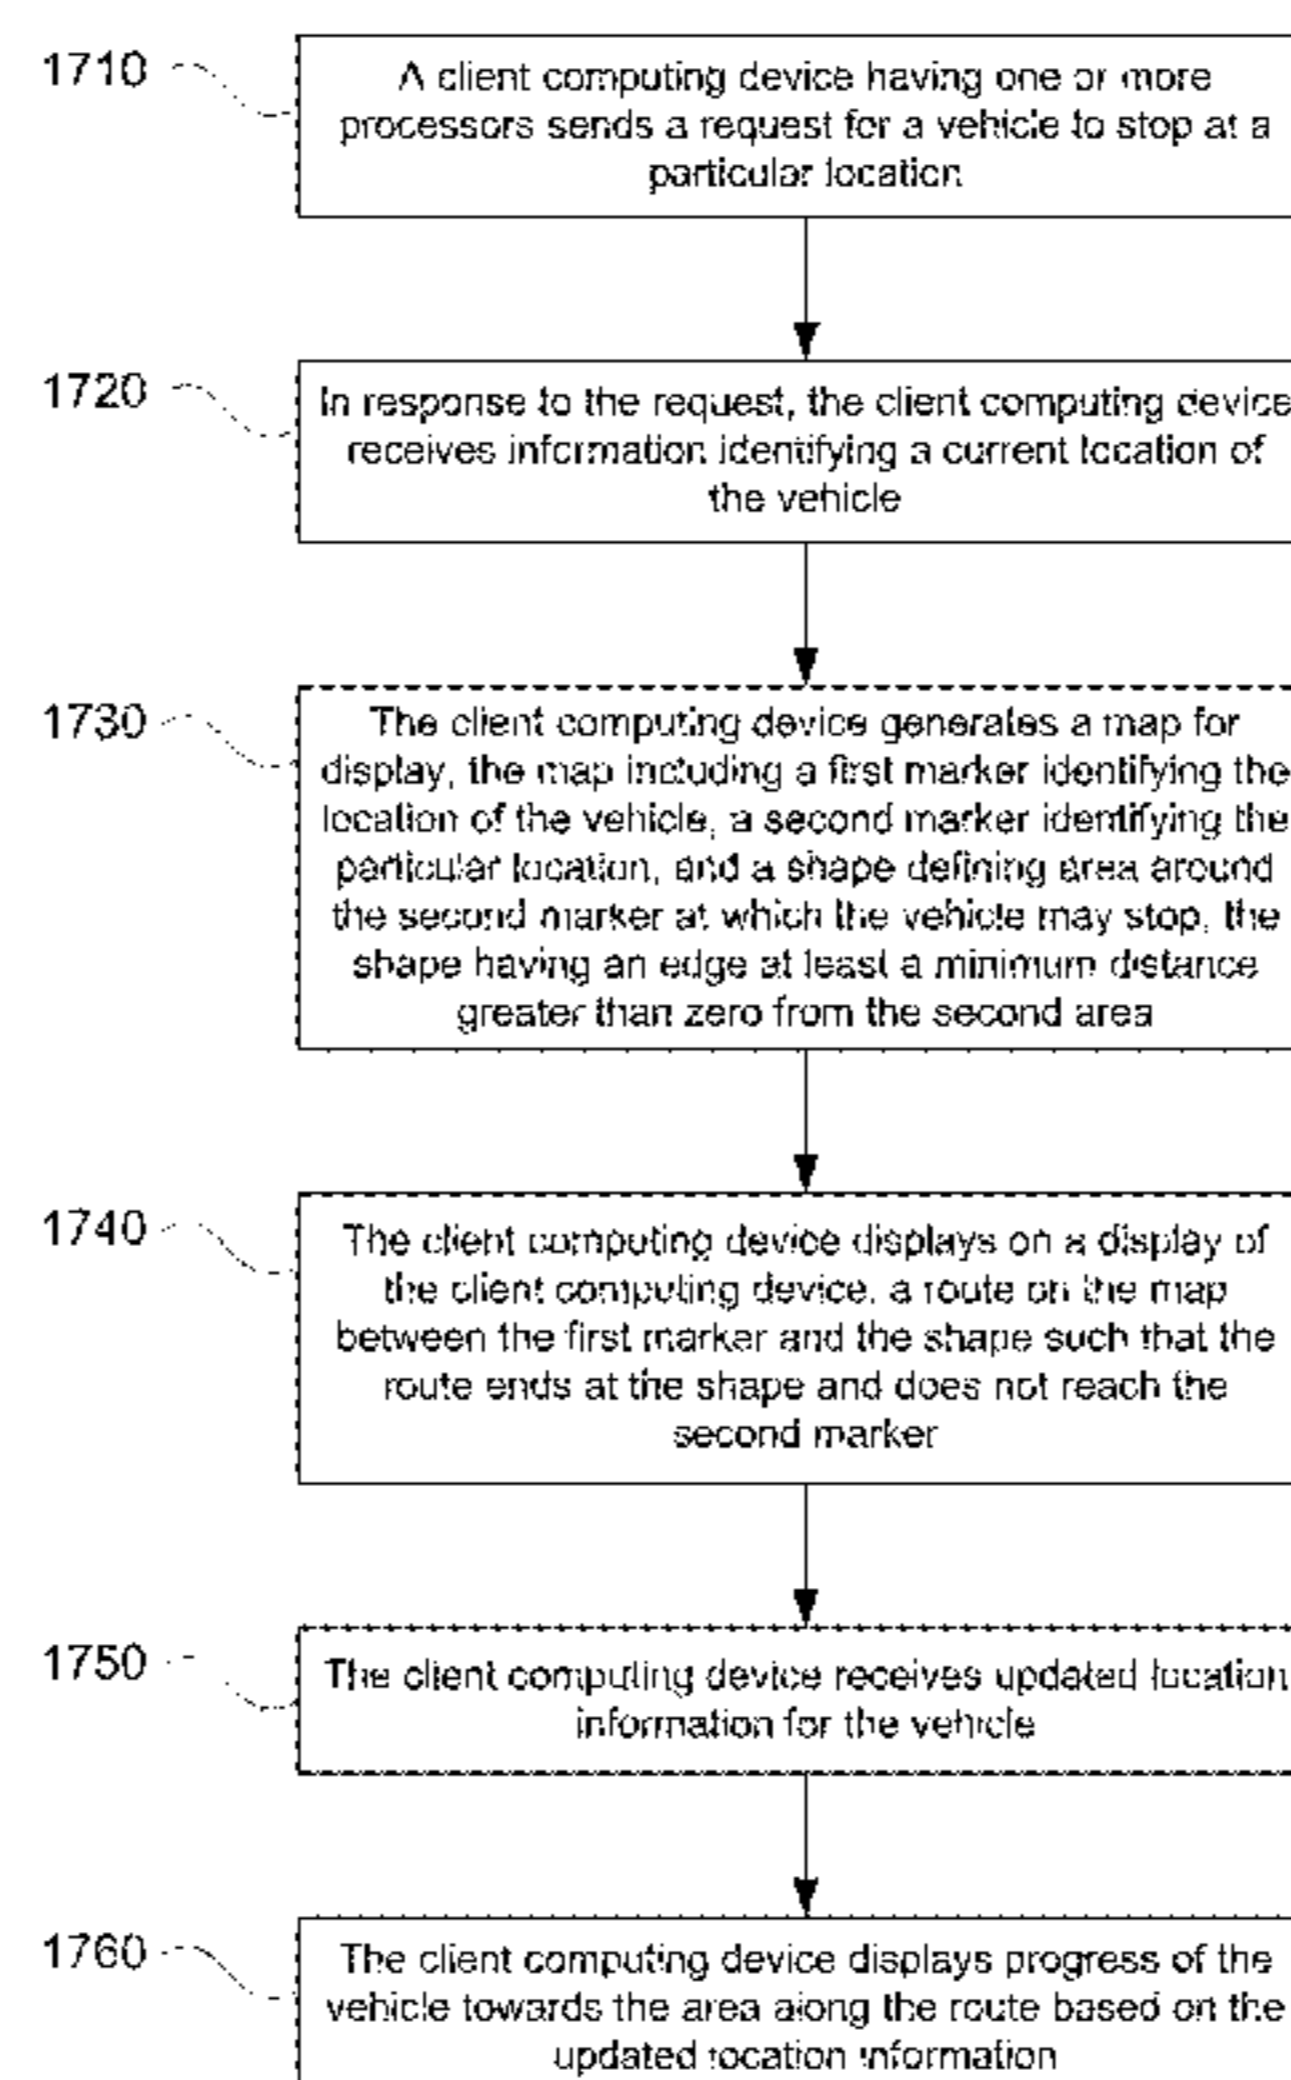 1710
A client computing device having one or more
processors sends a request for a vehicle to stop at a
particular location
1720
In response to the request, the client computing device
receives information identifying a current location of
the vehicle
1730
The client computing device generates a map for
display, the map including a first marker identifying the
location of the vehicle, a second marker identifying the
particular location, and a shape defining area around
the second marker at which the vehicle may stop, the
shape having an edge at least a minimum distance
greater than zero from the second area
1740
The client computing device displays on a display of
the client computing device, a route on the map
between the first marker and the shape such that the
route ends at the shape and does not reach the
second marker
1750
The client computing device receives updated location
information for the vehicle
1760
The client computing device displays progress of the
vehicle towards the area along the route based on the
updated location information